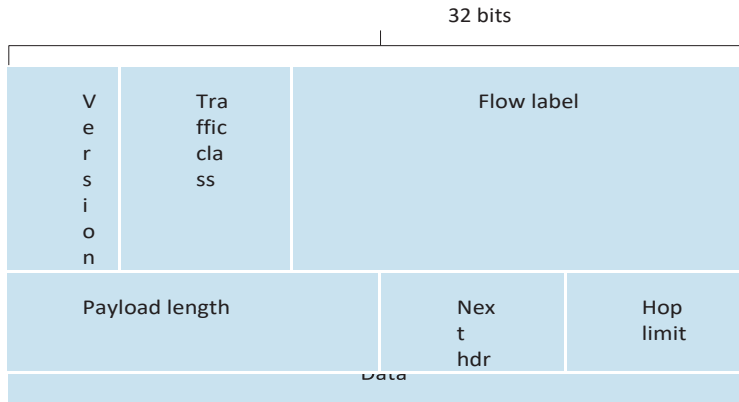 32 bits
V
e
r
s
i
o
n
Tra
ffic
cla
ss
Flow label
Payload length
Nex
t
hdr
Hop
limit
Data